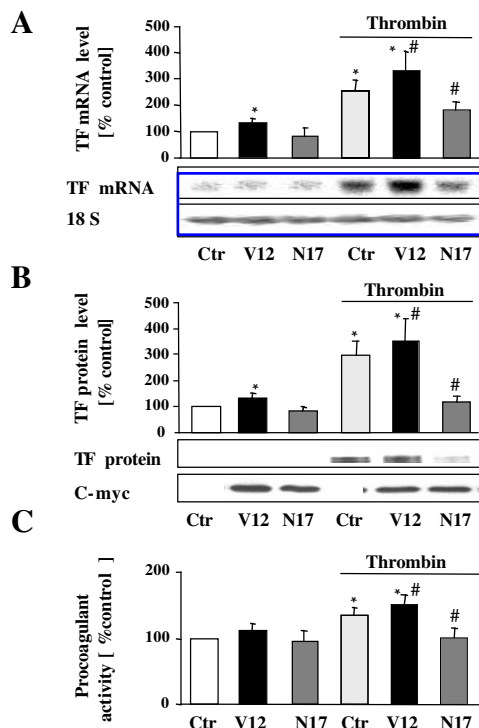 A
Thrombin
TF mRNA level
[% control]
500
400
300
200
100
0
*
*
* #
#
TF mRNA
18 S
Ctr V12 N17 Ctr V12 N17
B
Thrombin
TF protein level
[% control]
500
400
300
200
100
0
*
*
* #
#
TF protein
C-myc
Ctr V12 N17 Ctr V12 N17
C
Thrombin
Procoagulant
activity [ %control ]
200
100
0
*
* #
#
Ctr V12 N17 Ctr V12 N17